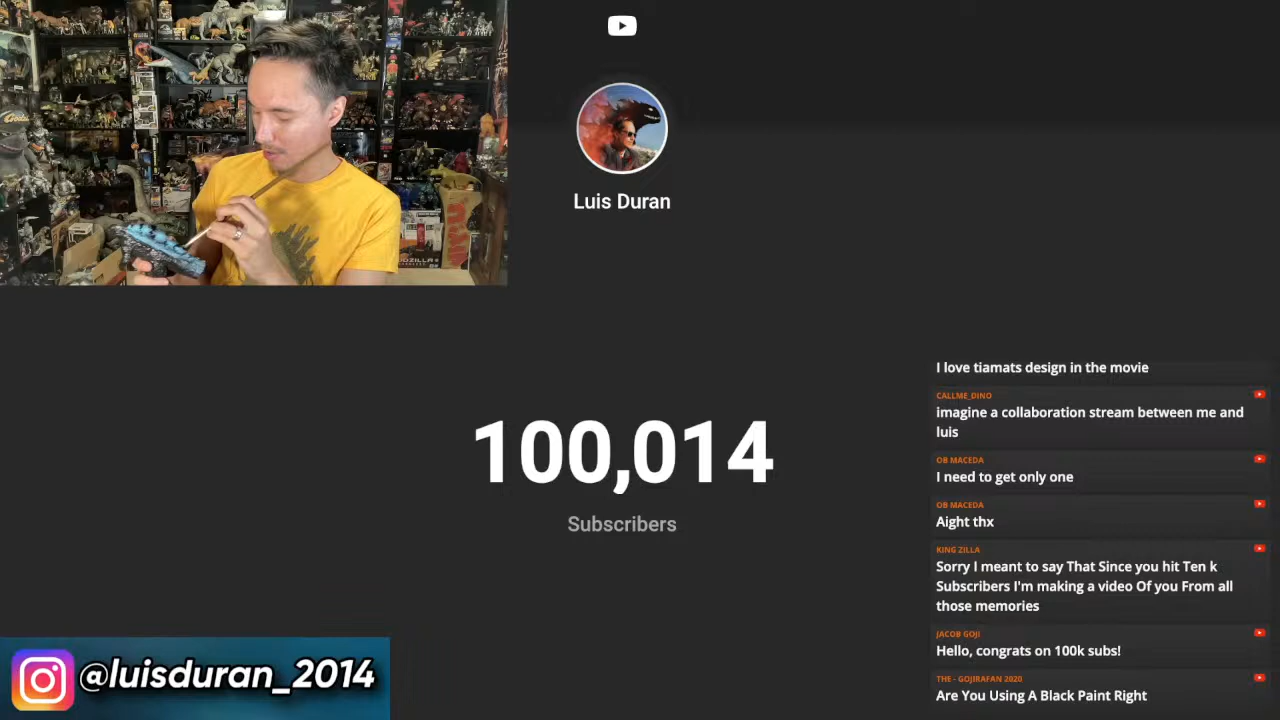 Luis Duran
100,014
Subscribers
I love tiamats design in the movie
CALLME_DINO
imagine a collaboration stream between me and
luis
OB MACEDA
I need to get only one
OB MACEDA
Aight thx
KING ZILLA
Sorry I meant to say That Since you hit Ten k
Subscribers I'm making a video Of you From all
those memories
JACOB GOJI
Hello, congrats on 100k subs!
THE - GOJIRAFAN 2020
Are You Using A Black Paint Right
@luisduran_2014